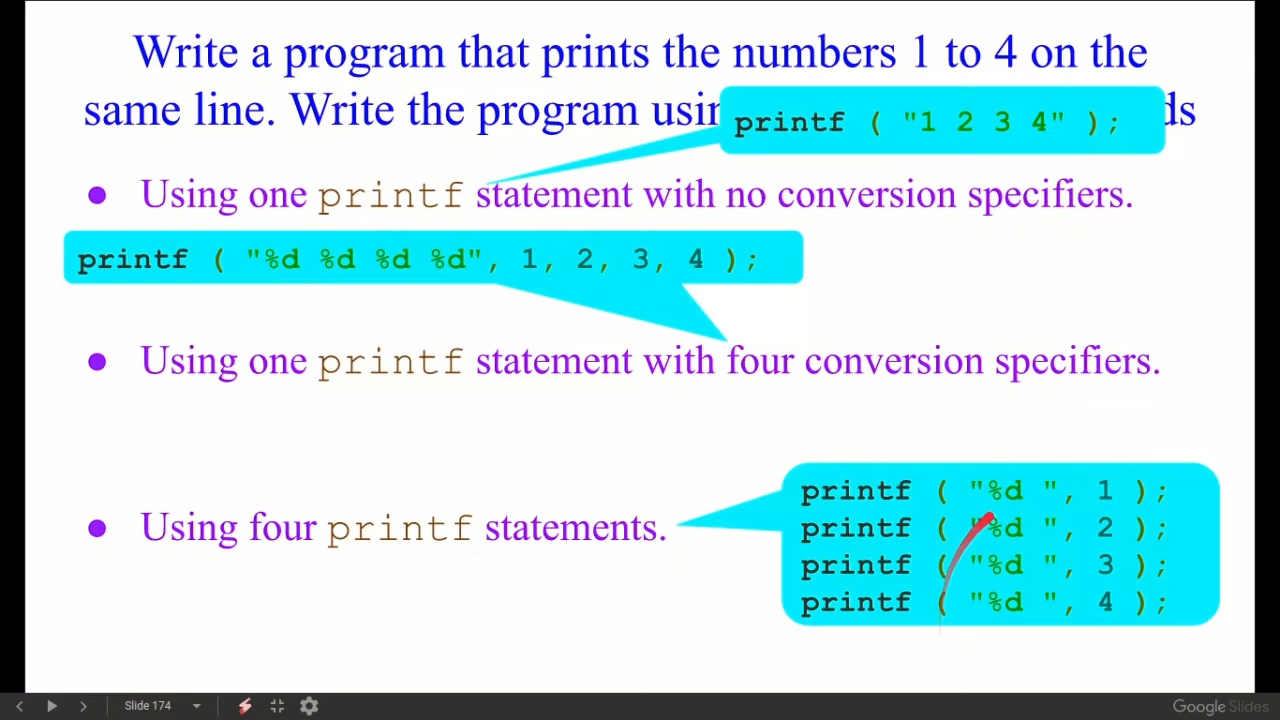 Write a program that prints the numbers 1 to 4 on the
same line. Write the program using ds
printf ( "1 2 3 4" );
● Using one printf statement with no conversion specifiers.
printf ( "%d %d %d %d", 1, 2, 3, 4 );
● Using one printf statement with four conversion specifiers.
● Using four printf statements.
printf ( "%d ", 1 );
printf ( "%d ", 2 );
printf ( "%d ", 3 );
printf ( "%d ", 4 );
Slide 174
Google Slides